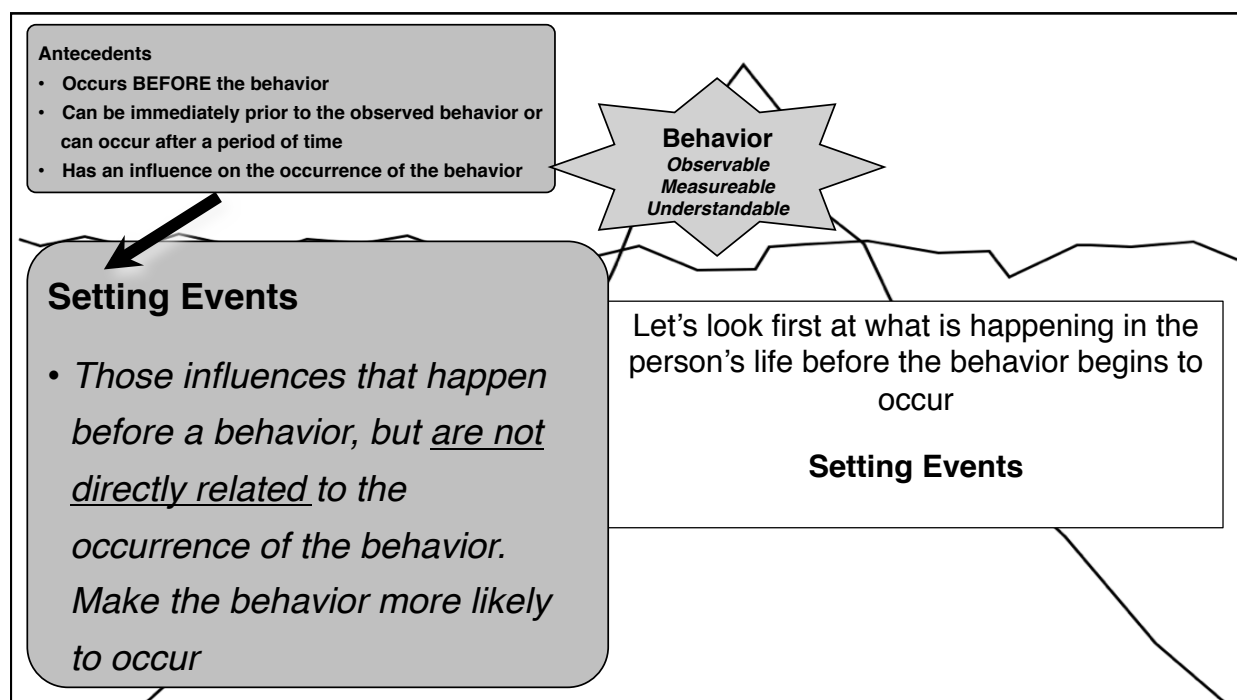 Antecedents
• Occurs BEFORE the behavior
• Can be immediately prior to the observed behavior or
can occur after a period of time
• Has an influence on the occurrence of the behavior
Behavior
Observable
Measureable
Understandable
Setting Events
• Those influences that happen
before a behavior, but are not
directly related to the
occurrence of the behavior.
Make the behavior more likely
to occur
Let’s look first at what is happening in the
person’s life before the behavior begins to
occur
Setting Events